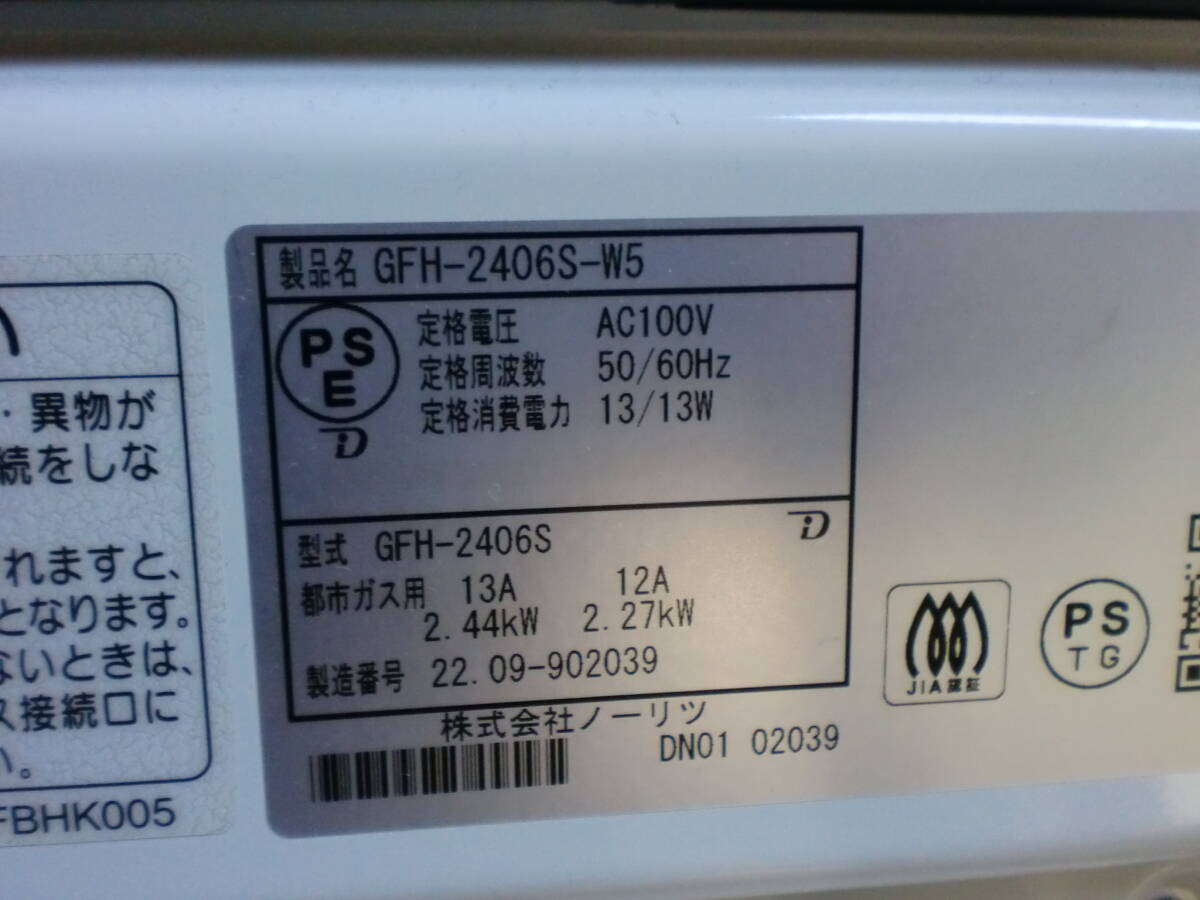 ・異物が
続をしな
れますと、
となります。
ないときは、
ス接続口に
い。
FBHK005
製品名 GFH-2406S-W5
PS
E
定格電圧 AC100V
定格周波数 50/60Hz
定格消費電力 13/13W
型式 GFH-2406S
都市ガス用 13A 12A
2.44kW 2.27kW
製造番号 22.09-902039
株式会社ノーリツ
DN01 02039
JIA認証
PS
TG